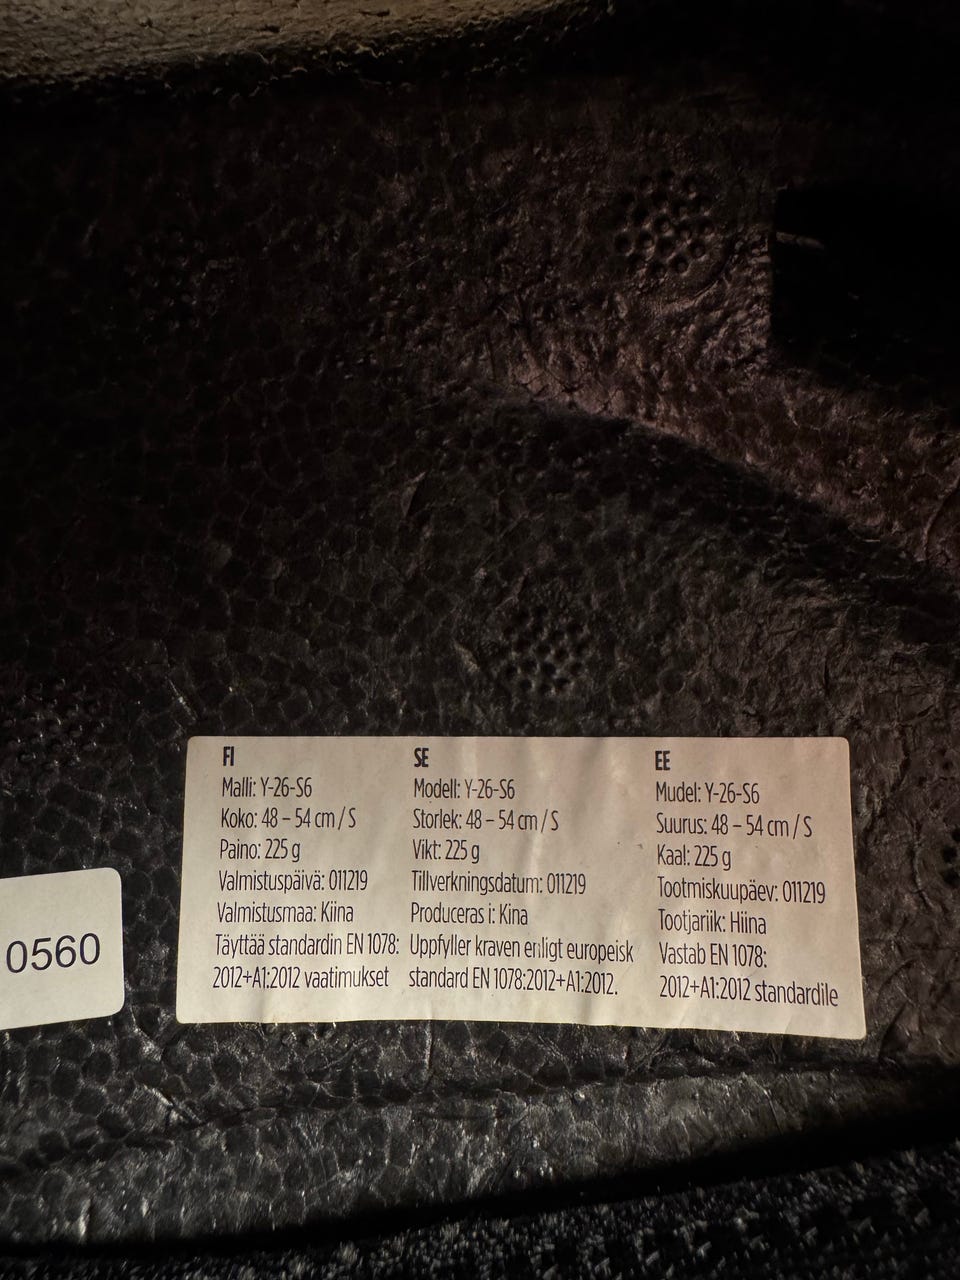 FI
Malli: Y-26-S6
Koko: 48 – 54 cm / S
Paino: 225 g
Valmistuspäivä: 011219
Valmistusmaa: Kiina
Täyttää standardin EN 1078:
2012+A1:2012 vaatimukset
SE
Modell: Y-26-S6
Storlek: 48 – 54 cm / S
Vikt: 225 g
Tillverkningsdatum: 011219
Produceras i: Kina
Uppfyller kraven enligt europeisk
standard EN 1078:2012+A1:2012.
EE
Mudel: Y-26-S6
Suurus: 48 – 54 cm / S
Kaal: 225 g
Tootmiskuupäev: 011219
Tootjariik: Hiina
Vastab EN 1078:
2012+A1:2012 standardile
0560